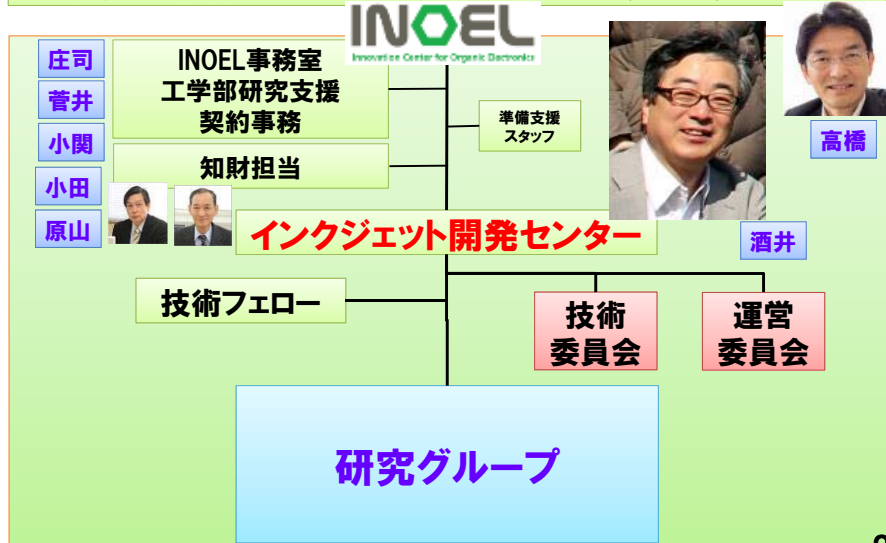 INOEL
Innovation Center for Organic Electronics
庄司
菅井
小関
小田
原山
INOEL事務室
工学部研究支援
契約事務
知財担当
準備支援
スタッフ
高橋
酒井
インクジェット開発センター
技術フェロー
技術
委員会
運営
委員会
研究グループ